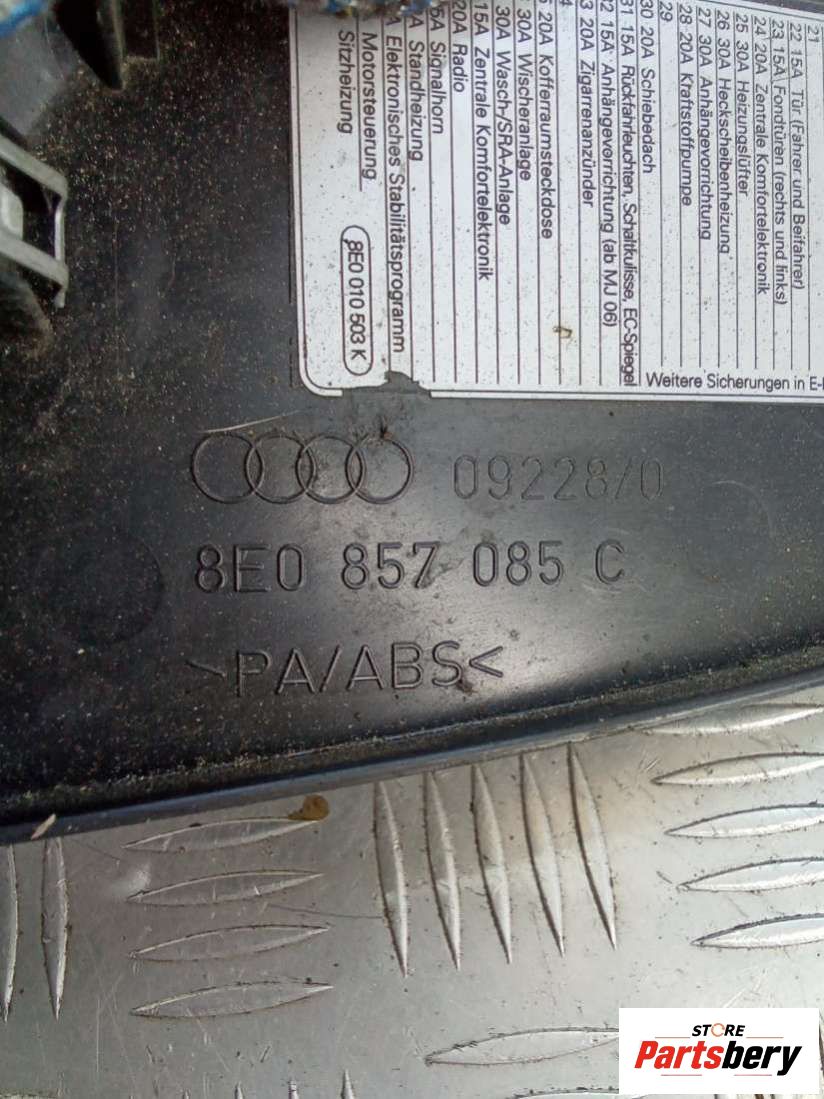 21
22 15A Tür (Fahrer und Beifahrer)
23 15A Fondtüren (rechts und links)
24 20A Zentrale Komfortelektronik
25 30A Heizungslüfter
26 30A Heckscheibenheizung
27 30A Anhängevorrichtung
28 20A Kraftstoffpumpe
29
30 20A Schiebedach
31 15A Rückfahrleuchten, Schaltkulisse, EC-Spiegel
2 15A Anhängevorrichtung (ab MJ 06)
3 20A Zigarrenanzünder
4
20A Kofferraumsteckdose
30A Wischeranlage
30A Wasch-/SRA-Anlage
15A Zentrale Komfortelektronik
20A Radio
5A Signalhorn
A Standheizung
A Elektronisches Stabilitätsprogramm
Motorsteuerung
Sitzheizung
8E0 010 503 K
Weitere Sicherungen in E-
09228/0
8E0 857 085 C
>PA/ABS<
STORE
Partsbery